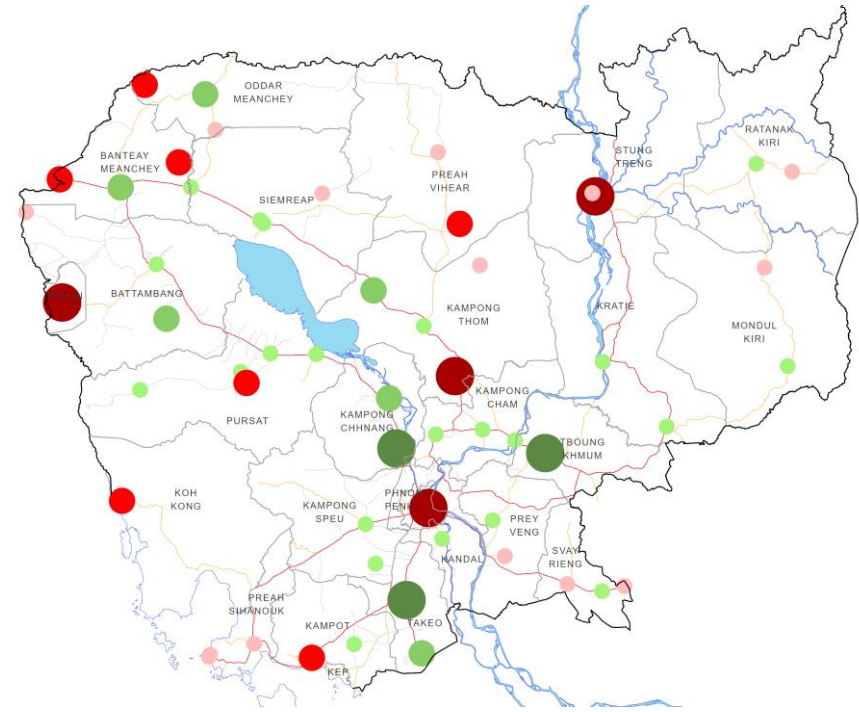 ODDAR
MEANCHEY
RATANAK
KIRI
STUNG
TRENG
BANTEAY
MEANCHEY
PREAH
VIHEAR
SIEMREAP
BATTAMBANG
KAMPONG
THOM
KRATIE
MONDUL
KIRI
KAMPONG
CHAM
PURSAT
KAMPONG
CHHNANG
TBOUNG
KHMUM
KOH
KONG
KAMPONG
SPEU
PREY
VENG
KANDAL
SVAY
RIENG
PREAH
SIHANOUK
KAMPOT
TAKEO
KEP